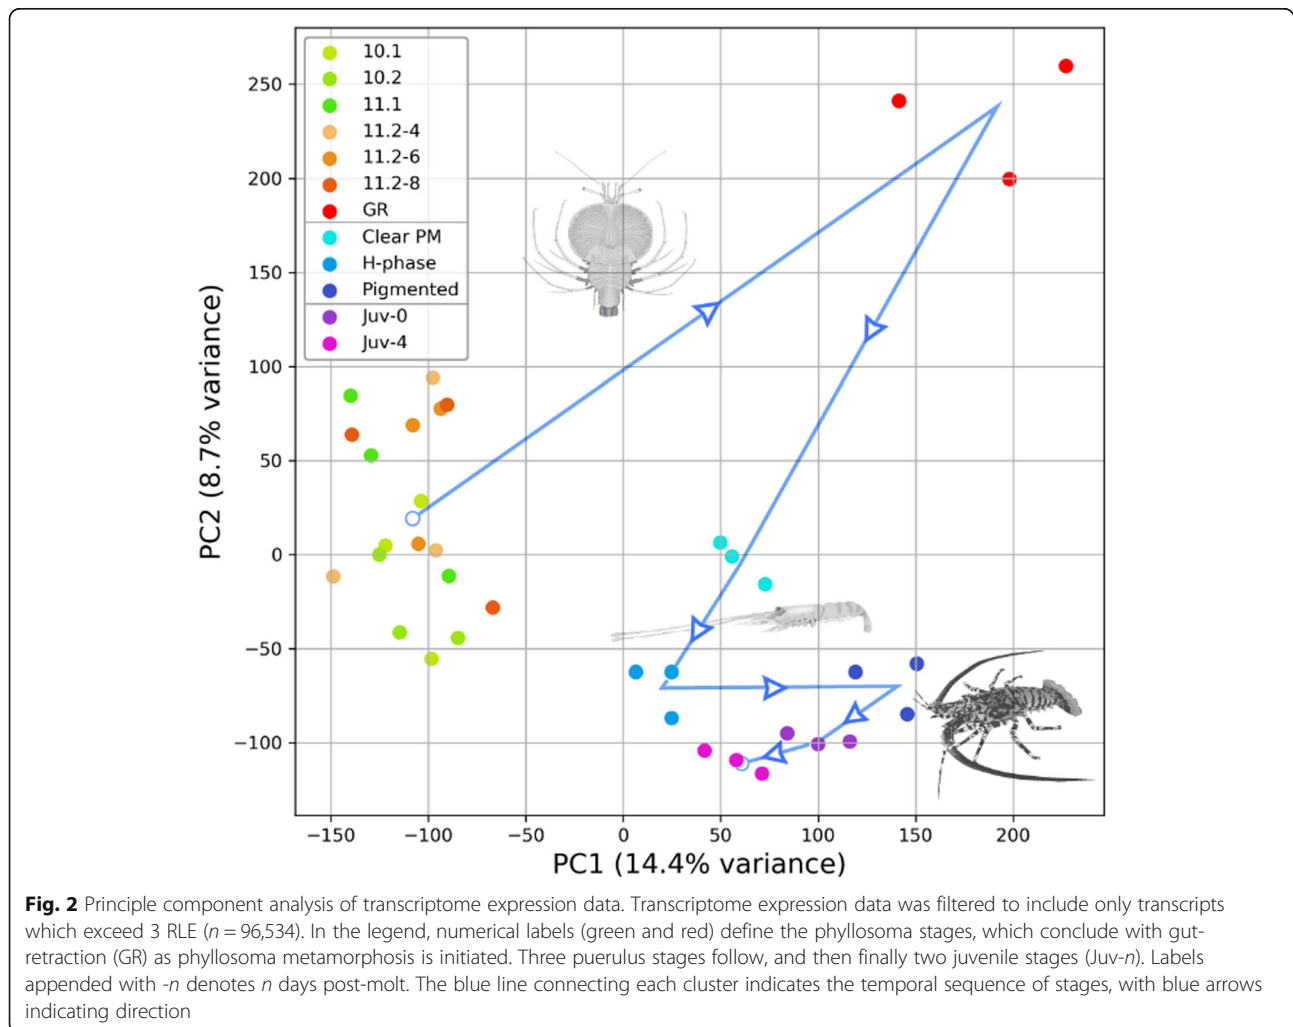 10.1
10.2
11.1
11.2-4
11.2-6
11.2-8
GR
Clear PM
H-phase
Pigmented
Juv-0
Juv-4
250
200
150
100
50
0
−50
−100
PC2 (8.7% variance)
−150 −100 −50 0 50 100 150 200
PC1 (14.4% variance)
Fig. 2 Principle component analysis of transcriptome expression data. Transcriptome expression data was filtered to include only transcripts
which exceed 3 RLE (n = 96,534). In the legend, numerical labels (green and red) define the phyllosoma stages, which conclude with gut-
retraction (GR) as phyllosoma metamorphosis is initiated. Three puerulus stages follow, and then finally two juvenile stages (Juv-n). Labels
appended with -n denotes n days post-molt. The blue line connecting each cluster indicates the temporal sequence of stages, with blue arrows
indicating direction